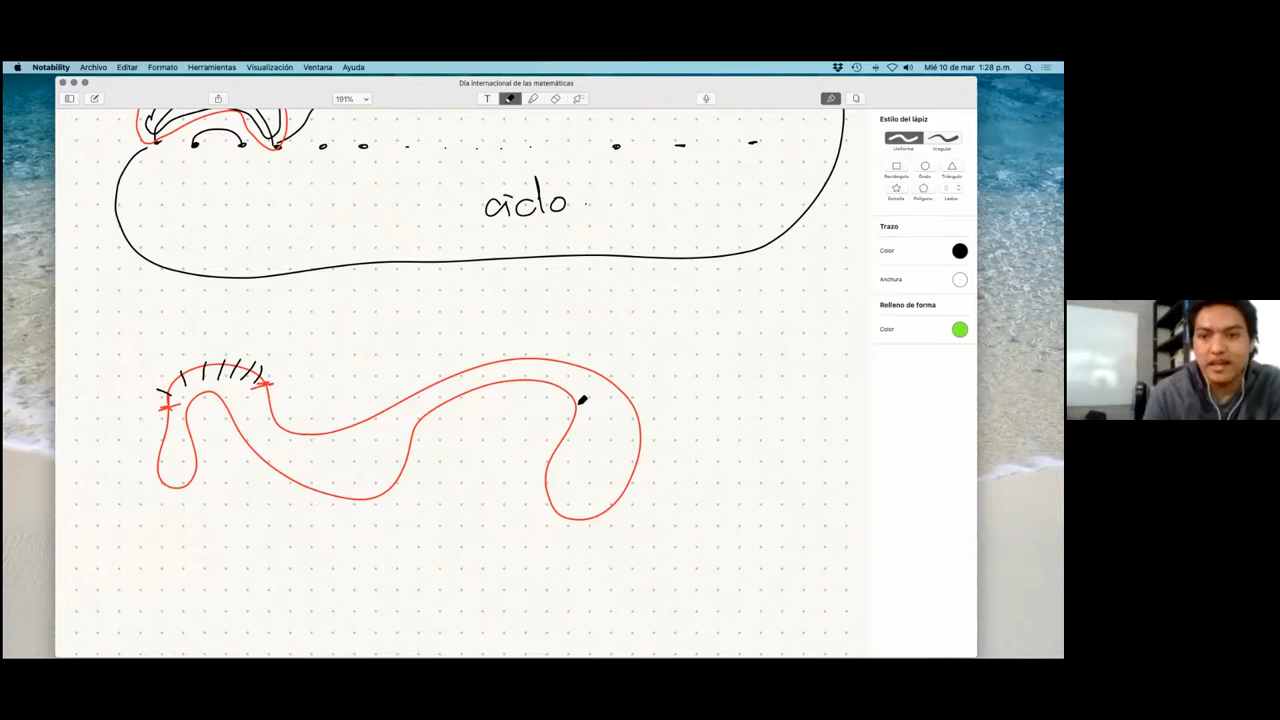 Notability Archivo Editar Formato Herramientas Visualización Ventana Ayuda Mié 10 de mar 1:28 p.m.
Día internacional de las matemáticas
191% T
Estilo del lápiz
Uniforme Irregular
Rectángulo Óvalo Triángulo
Estrella Polígono Lados
Trazo
Color
Anchura
Relleno de forma
Color
ciclo